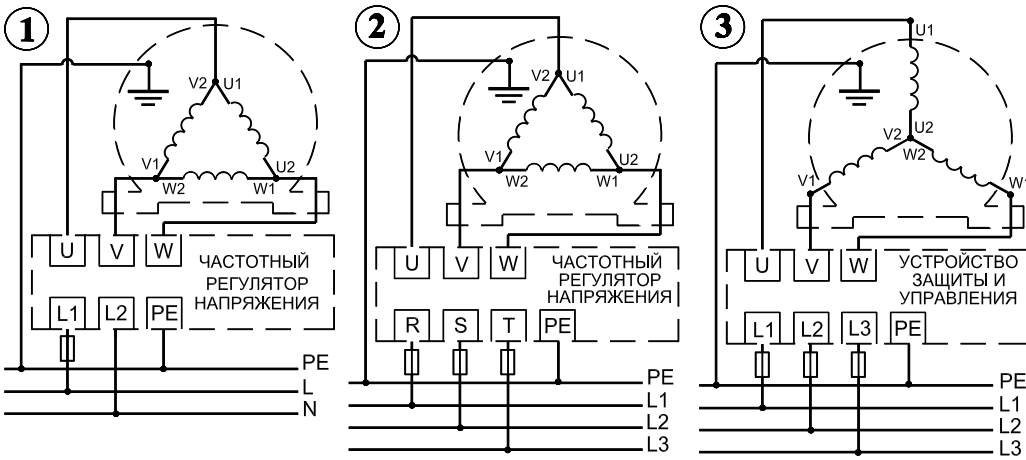 1
V2 U1
V1 U2
W2 W1
U V W
ЧАСТОТНЫЙ
РЕГУЛЯТОР
НАПРЯЖЕНИЯ
L1 L2 PE
PE
L
N
2
V2 U1
V1 U2
W2 W1
U V W
ЧАСТОТНЫЙ
РЕГУЛЯТОР
НАПРЯЖЕНИЯ
R S T PE
PE
L1
L2
L3
3
U1
V2 U2
W2
V1 W1
U V W
УСТРОЙСТВО
ЗАЩИТЫ И
УПРАВЛЕНИЯ
L1 L2 L3 PE
PE
L1
L2
L3